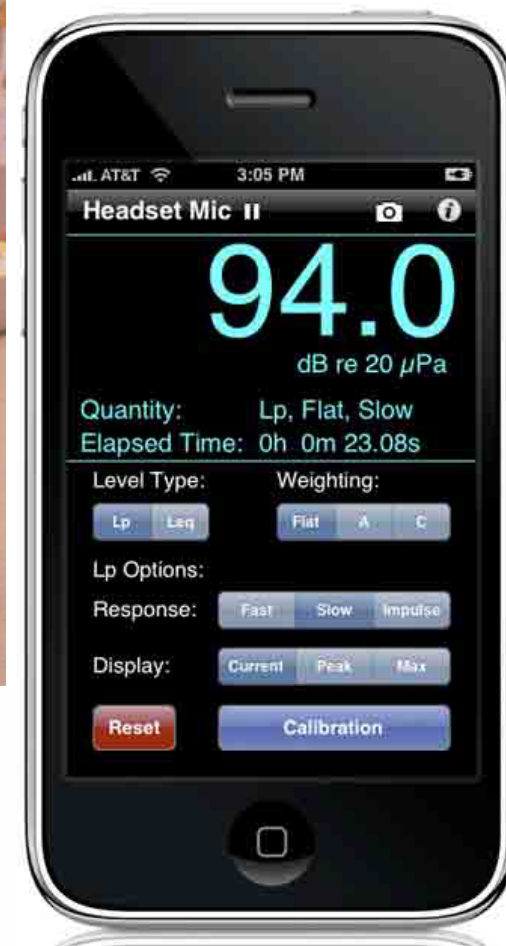 AT&T 3:05 PM
Headset Mic
94.0
dB re 20 µPa
Quantity: Lp, Flat, Slow
Elapsed Time: 0h 0m 23.08s
Level Type: Weighting:
Lp Leq Flat A C
Lp Options:
Response: Fast Slow Impulse
Display: Current Peak Max
Reset Calibration